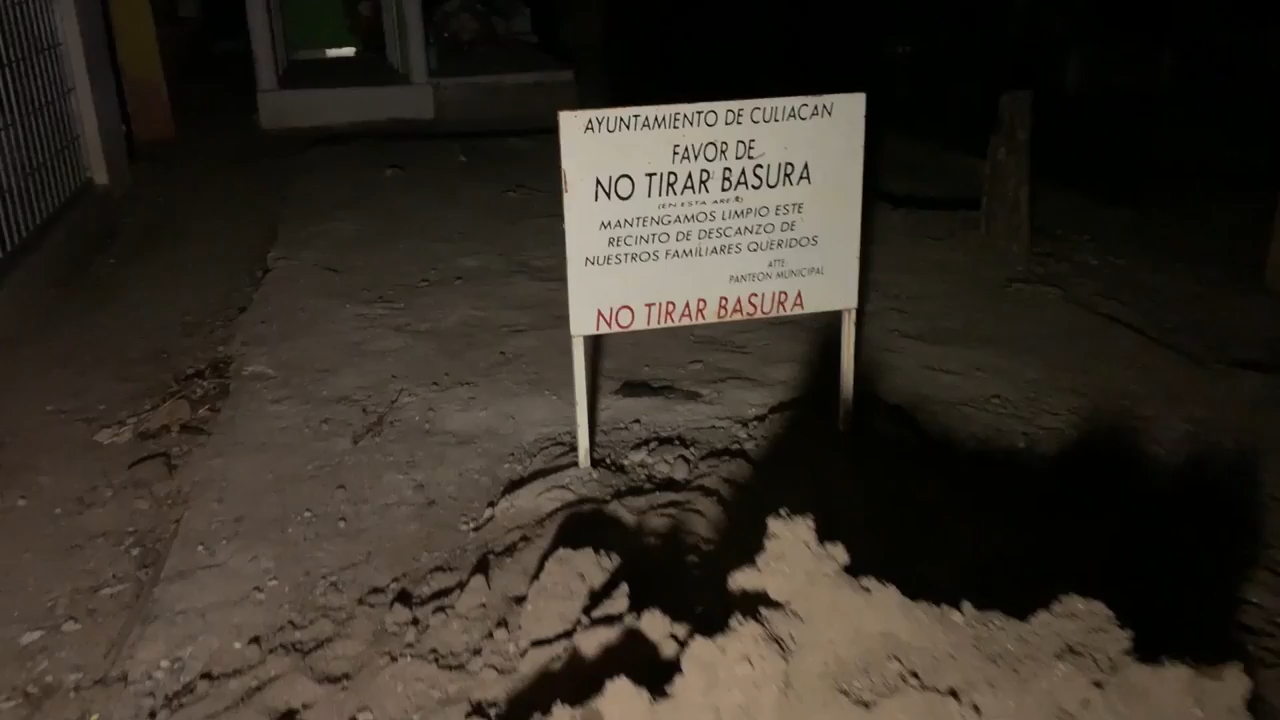 AYUNTAMIENTO DE CULIACAN
FAVOR DE
NO TIRAR BASURA
(EN ESTA AREA)
MANTENGAMOS LIMPIO ESTE
RECINTO DE DESCANZO DE
NUESTROS FAMILIARES QUERIDOS
ATTE:
PANTEON MUNICIPAL
NO TIRAR BASURA